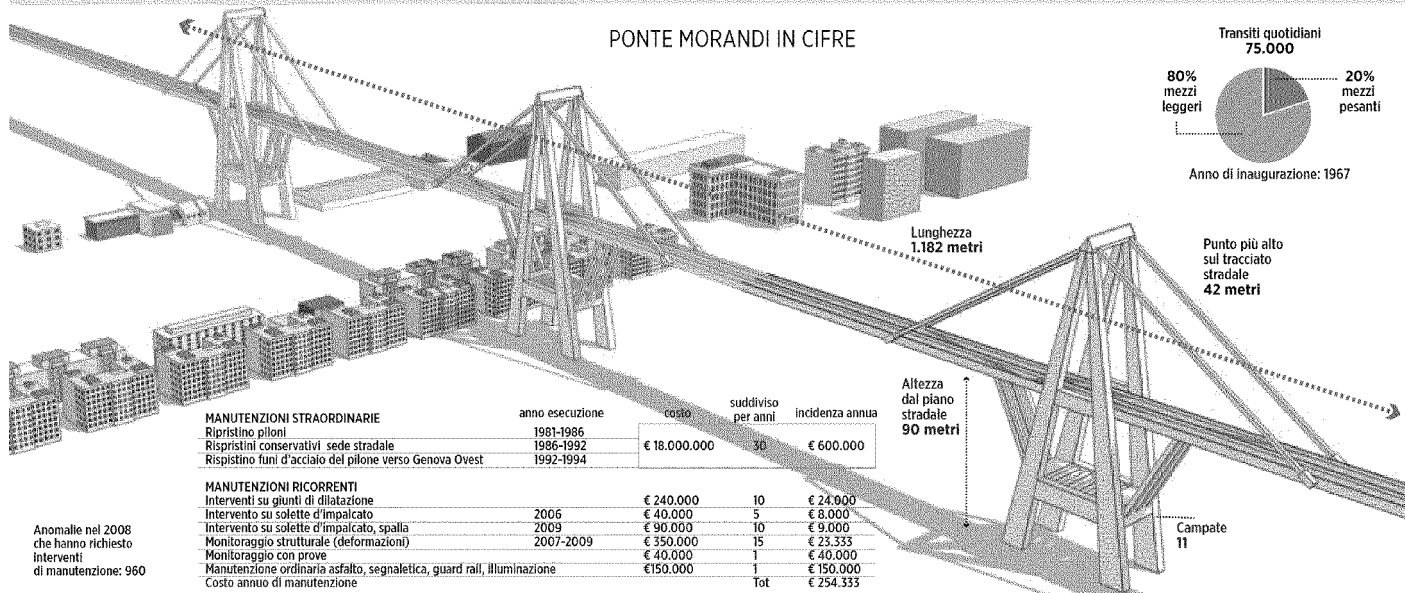 PONTE MORANDI IN CIFRE
Transiti quotidiani
75.000
80%
mezzi
leggeri
20%
mezzi
pesanti
Anno di inaugurazione: 1967
Lunghezza
1.182 metri
Punto più alto
sul tracciato
stradale
42 metri
Altezza
dal piano
stradale
90 metri
Campate
11
MANUTENZIONI STRAORDINARIE anno esecuzione costo suddiviso per anni incidenza annua
Ripristino piloni 1981-1986
Rispristini conservativi sede stradale 1986-1992 € 18.000.000 30 € 600.000
Rispistino funi d'acciaio del pilone verso Genova Ovest 1992-1994
MANUTENZIONI RICORRENTI
Interventi su giunti di dilatazione € 240.000 10 € 24.000
Intervento su solette d'impalcato 2006 € 40.000 5 € 8.000
Intervento su solette d'impalcato, spalla 2009 € 90.000 10 € 9.000
Monitoraggio strutturale (deformazioni) 2007-2009 € 350.000 15 € 23.333
Monitoraggio con prove € 40.000 1 € 40.000
Manutenzione ordinaria asfalto, segnaletica, guard rail, illuminazione €150.000 1 € 150.000
Costo annuo di manutenzione Tot € 254.333
Anomalie nel 2008
che hanno richiesto
interventi
di manutenzione: 960